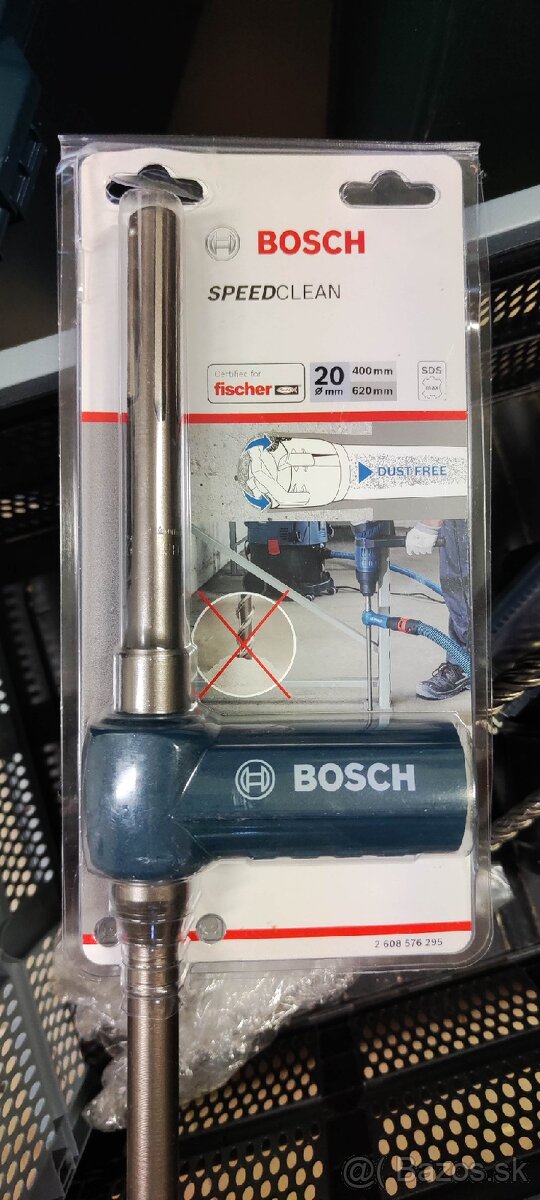 BOSCH
SPEEDCLEAN
Certified for
fischer
20
Ø mm
400 mm
620 mm
SDS
max
DUST FREE
BOSCH
2 608 576 295
@ Bazos.sk